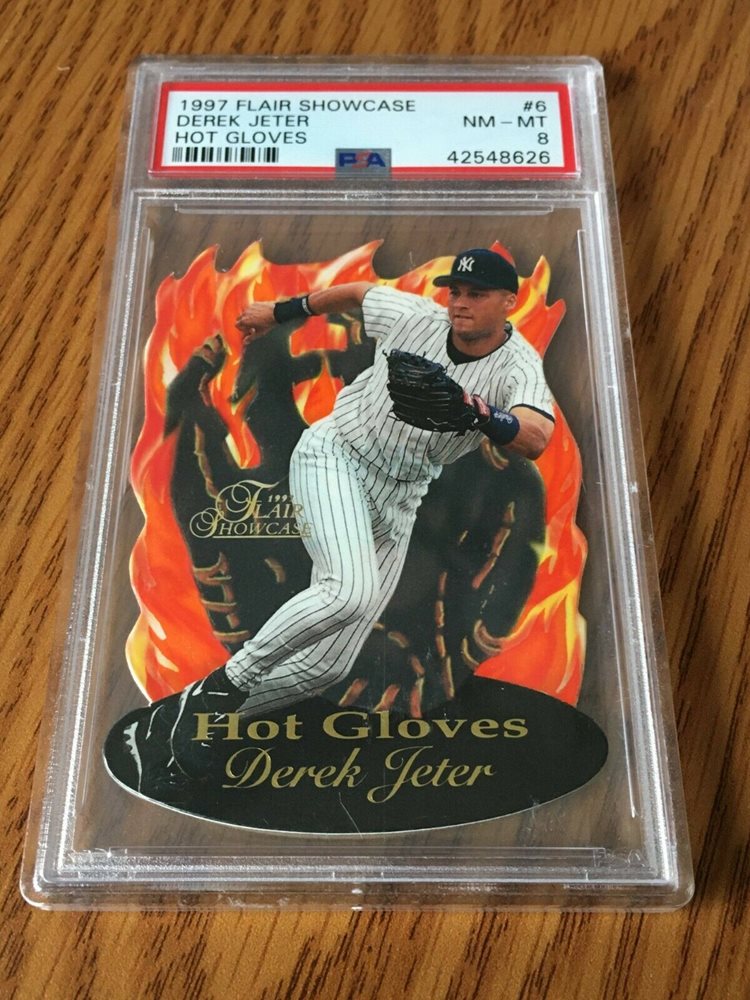 1997 FLAIR SHOWCASE #6
DEREK JETER NM - MT
HOT GLOVES 8
PSA 42548626
NY
1997
FLAIR
SHOWCASE
Hot Gloves
Derek Jeter